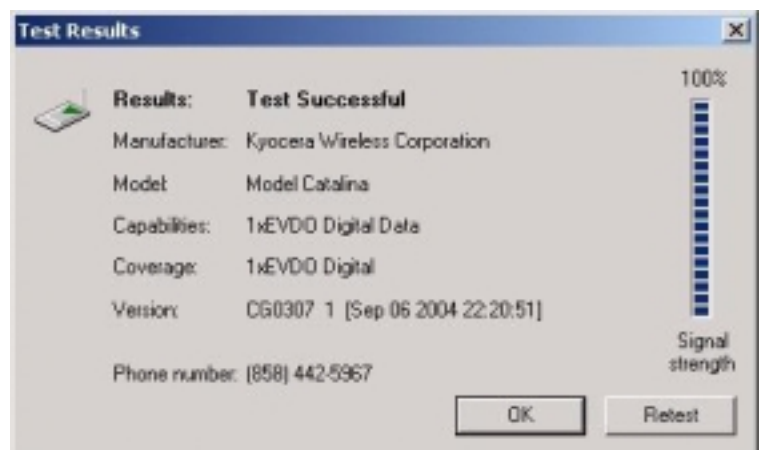 Test Results
100%
Results: Test Successful
Manufacturer: Kyocera Wireless Corporation
Model: Model Catalina
Capabilities: 1xEVDO Digital Data
Coverage: 1xEVDO Digital
Version: CG0307 1 [Sep 06 2004 22:20:51]
Signal
strength
Phone number: (858) 442-5967
OK
Retest